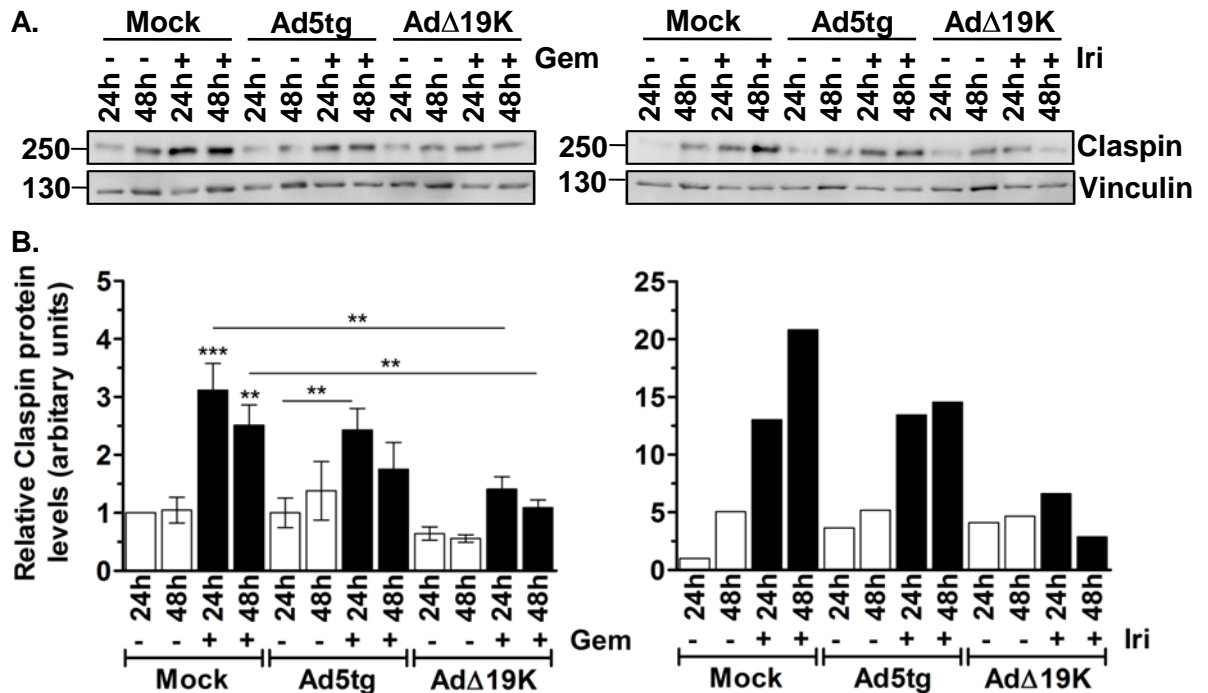 A.
Mock Ad5tg AdΔ19K
- - + + - - + + - - + + Gem
24h 48h 24h 48h 24h 48h 24h 48h 24h 48h 24h 48h
250
130
Mock Ad5tg AdΔ19K
- - + + - - + + - - + + Iri
24h 48h 24h 48h 24h 48h 24h 48h 24h 48h 24h 48h
250 Claspin
130 Vinculin
B.
Relative Claspin protein
levels (arbitary units)
5
4
3
2
1
0
**
**
***
**
**
24h 48h 24h 48h 24h 48h 24h 48h 24h 48h 24h 48h
- - + + - - + + - - + + Gem
Mock Ad5tg AdΔ19K
25
20
15
10
5
0
24h 48h 24h 48h 24h 48h 24h 48h 24h 48h 24h 48h
- - + + - - + + - - + + Iri
Mock Ad5tg AdΔ19K